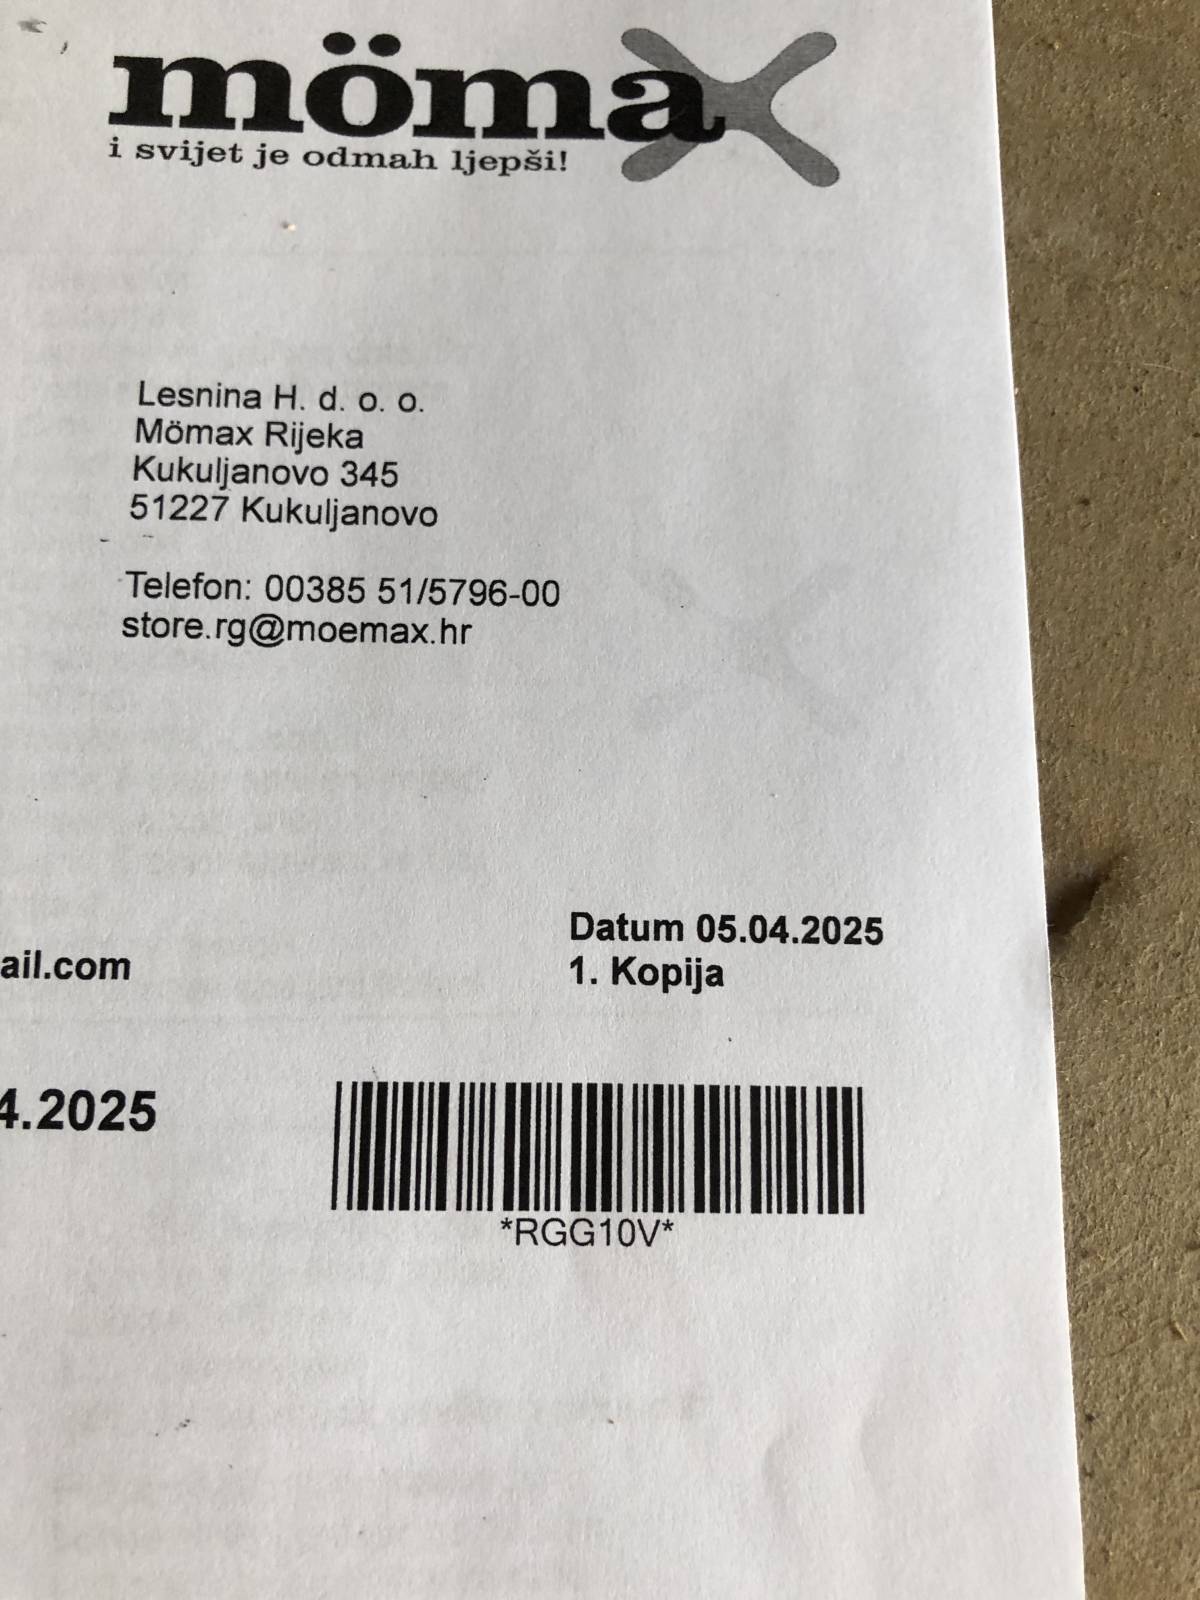 mömax
i svijet je odmah ljepši!
Lesnina H. d. o. o.
Mömax Rijeka
Kukuljanovo 345
51227 Kukuljanovo
Telefon: 00385 51/5796-00
store.rg@moemax.hr
Datum 05.04.2025
ail.com
1. Kopija
4.2025
*RGG10V*